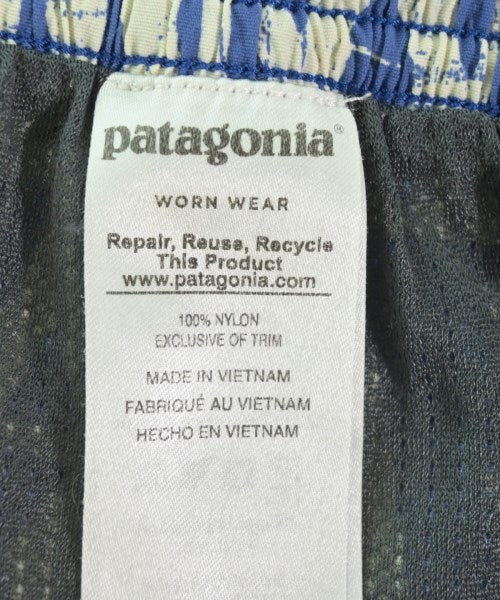 patagonia®
WORN WEAR
Repair, Reuse, Recycle
This Product
www.patagonia.com
100% NYLON
EXCLUSIVE OF TRIM
MADE IN VIETNAM
FABRIQUÉ AU VIETNAM
HECHO EN VIETNAM